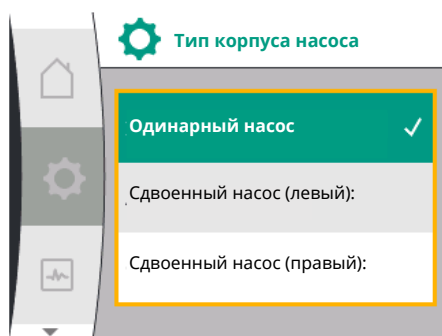 Тип корпуса насоса
Одинарный насос
Сдвоенный насос (левый):
Сдвоенный насос (правый):